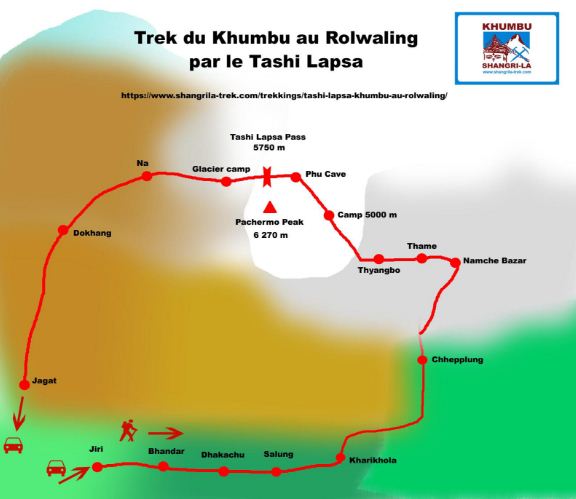 Trek du Khumbu au Rolwaling
par le Tashi Lapsa
KHUMBU
SHANGRI-LA
www.shangrila-trek.com
https://www.shangrila-trek.com/trekkings/tashi-lapsa-khumbu-au-rolwaling/
Tashi Lapsa Pass
5750 m
Na
Glacier camp
Phu Cave
Camp 5000 m
Pachermo Peak
6 270 m
Dokhang
Thame
Thyangbo
Namche Bazar
Chhepplung
Jagat
Jiri
Bhandar
Dhakachu
Salung
Kharikhola